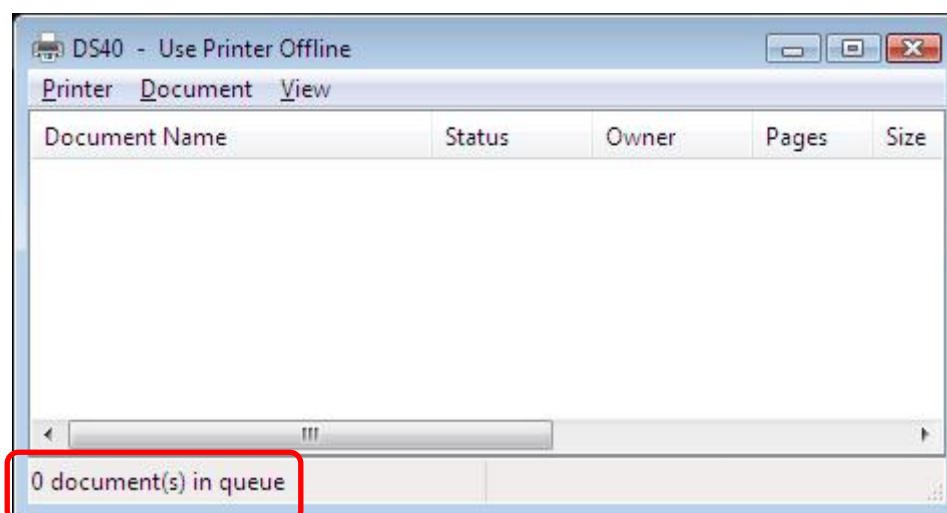 DS40 - Use Printer Offline
Printer Document View
Document Name Status Owner Pages Size
0 document(s) in queue